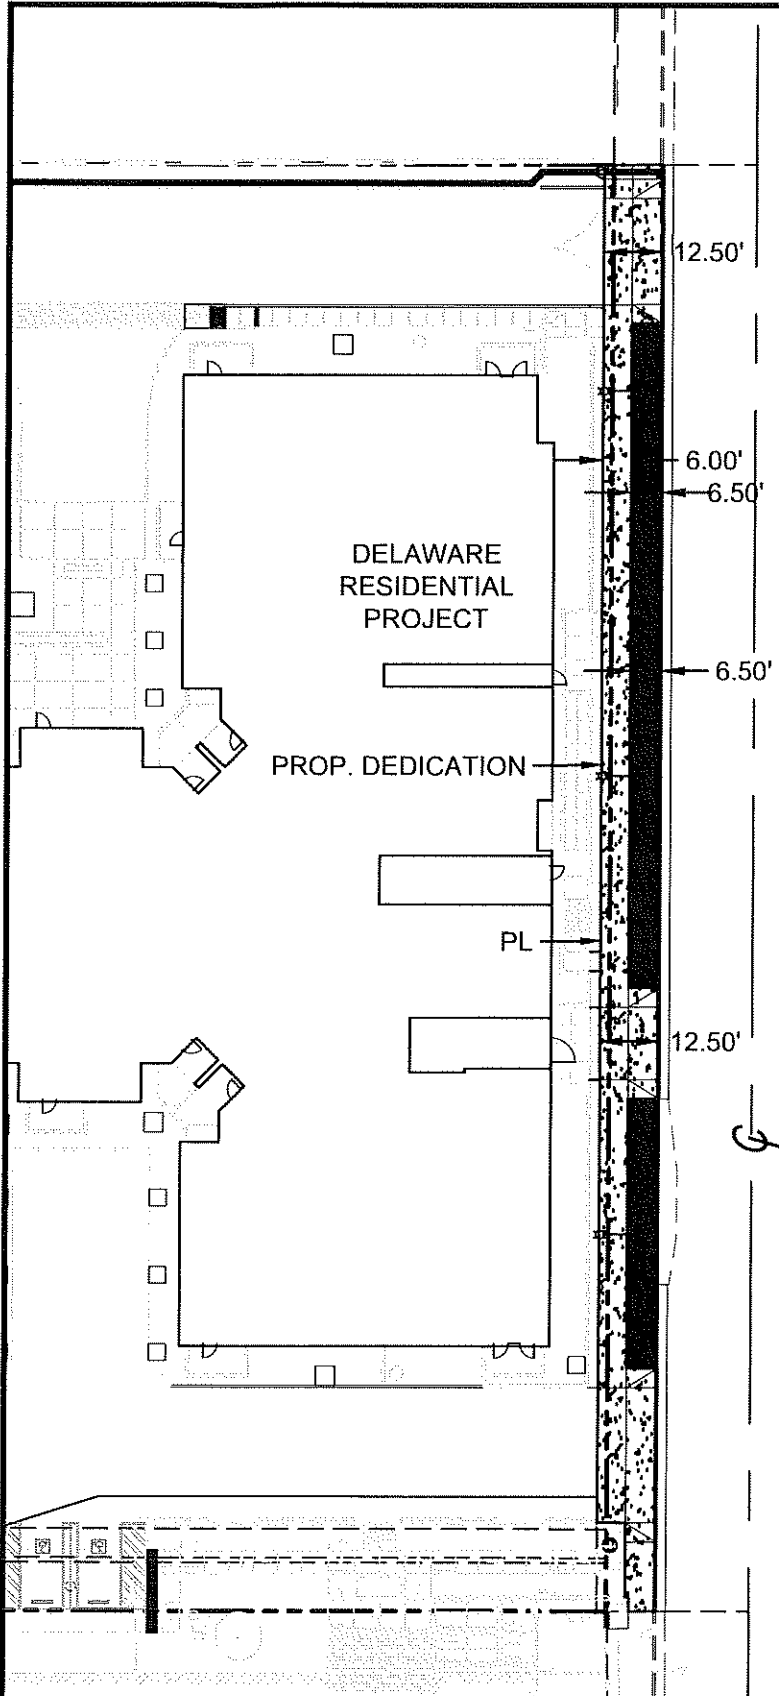 12.50'
6.00'
6.50'
DELAWARE
RESIDENTIAL
PROJECT
6.50'
PROP. DEDICATION
PL
12.50'